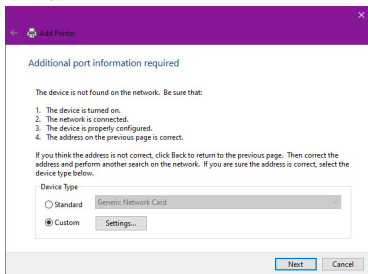 Add Printer
Additional port information required
The device is not found on the network. Be sure that:
1. The device is turned on.
2. The network is connected.
3. The device is properly configured.
4. The address on the previous page is correct.
If you think the address is not correct, click Back to return to the previous page. Then correct the
address and perform another search on the network. If you are sure the address is correct, select the
device type below.
Device Type
Standard Generic Network Card
Custom Settings...
Next Cancel